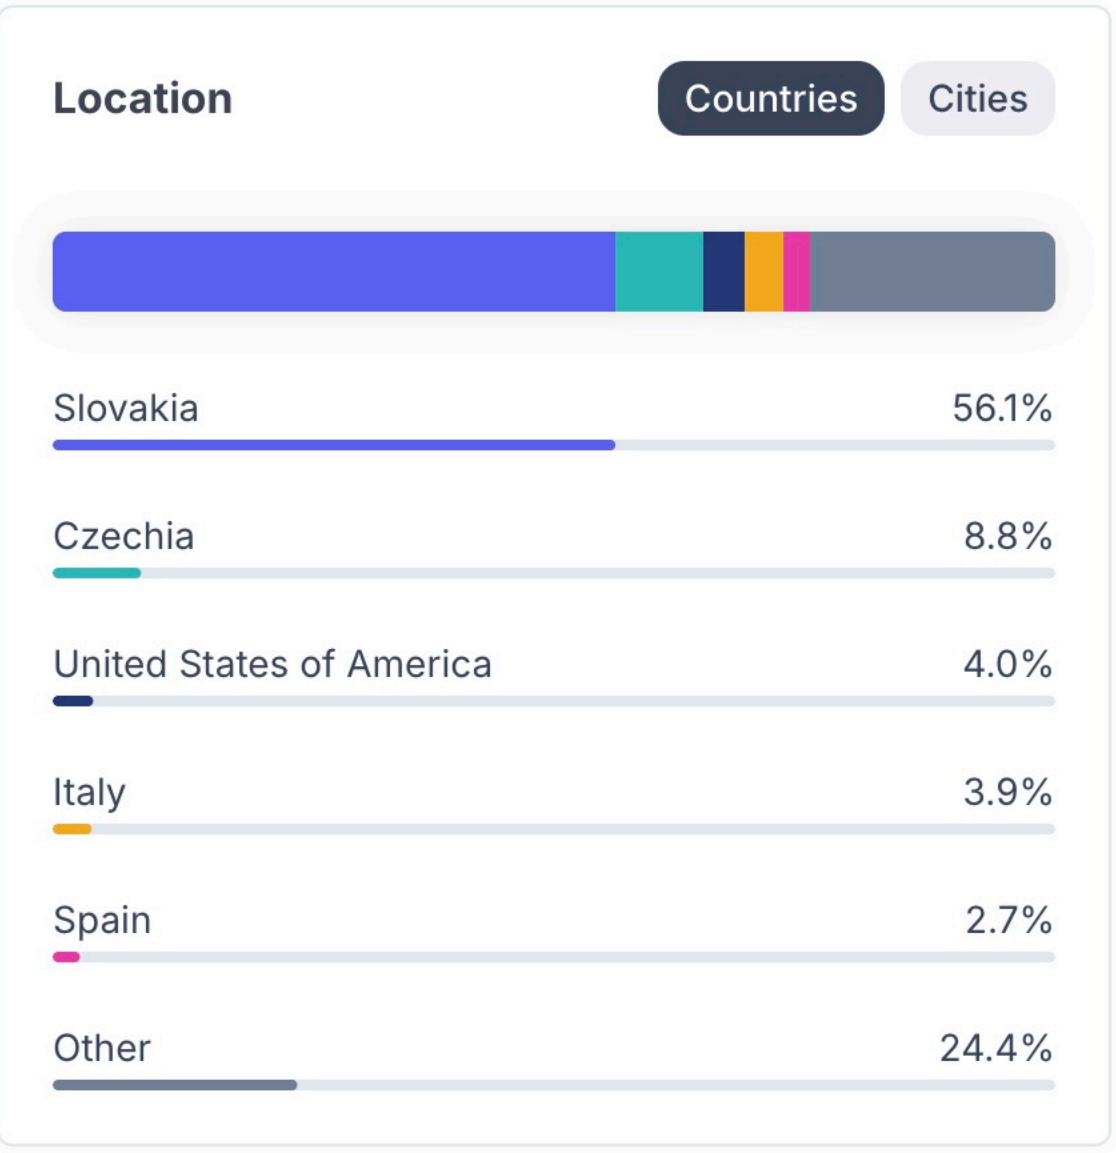 Location Countries Cities
Slovakia 56.1%
Czechia 8.8%
United States of America 4.0%
Italy 3.9%
Spain 2.7%
Other 24.4%